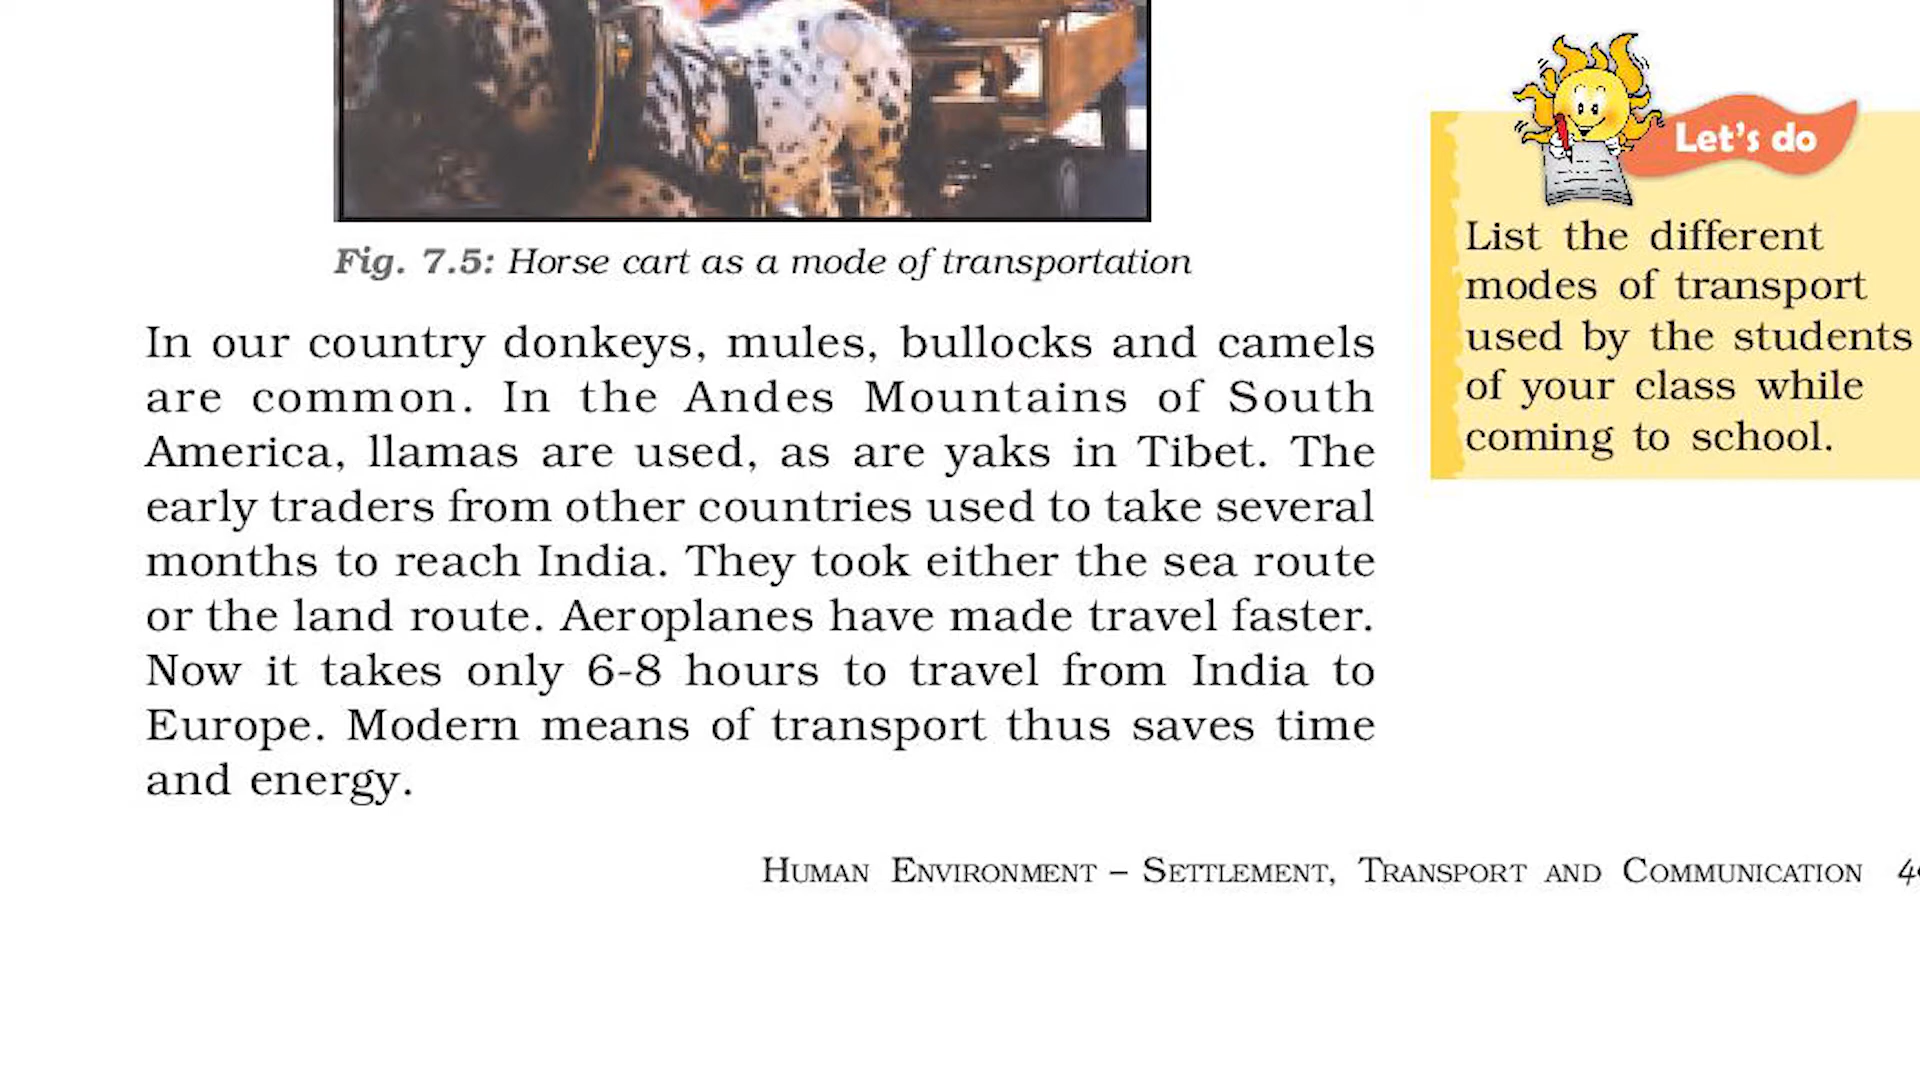 Fig. 7.5: Horse cart as a mode of transportation
In our country donkeys, mules, bullocks and camels
are common. In the Andes Mountains of South
America, llamas are used, as are yaks in Tibet. The
early traders from other countries used to take several
months to reach India. They took either the sea route
or the land route. Aeroplanes have made travel faster.
Now it takes only 6-8 hours to travel from India to
Europe. Modern means of transport thus saves time
and energy.
Let's do
List the different
modes of transport
used by the students
of your class while
coming to school.
HUMAN ENVIRONMENT – SETTLEMENT, TRANSPORT AND COMMUNICATION